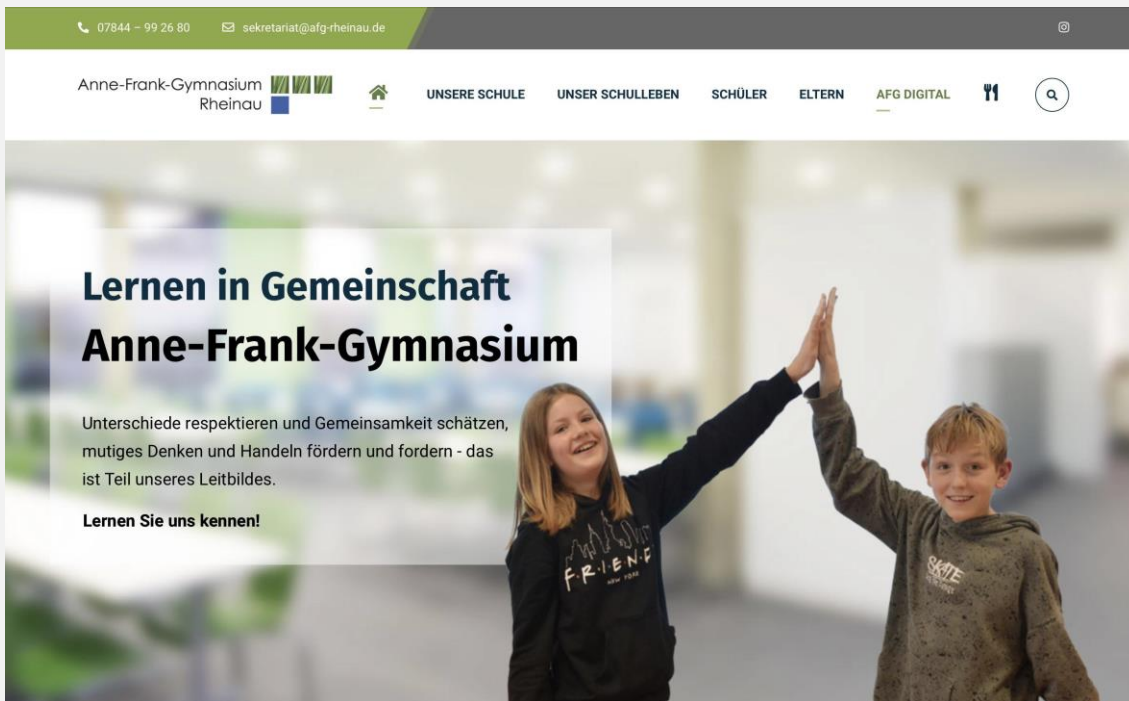 07844 – 99 26 80 sekretariat@afg-rheinau.de
Anne-Frank-Gymnasium
Rheinau
UNSERE SCHULE UNSER SCHULLEBEN SCHÜLER ELTERN AFG DIGITAL
Lernen in Gemeinschaft
Anne-Frank-Gymnasium
Unterschiede respektieren und Gemeinsamkeit schätzen,
mutiges Denken und Handeln fördern und fordern - das
ist Teil unseres Leitbildes.
Lernen Sie uns kennen!
F·R·I·E·N·
NEW YORK
SKATE